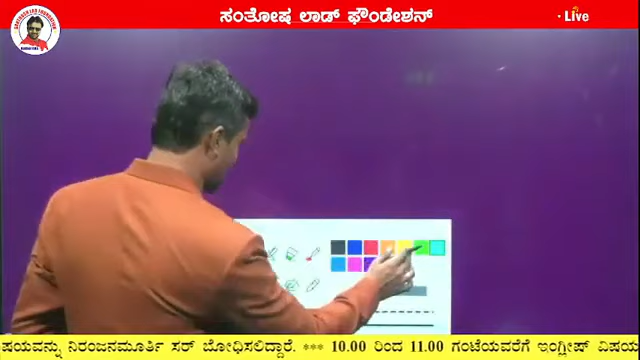 ಸಂತೋಷ ಲಾಡ್ ಫೌಂಡೇಶನ್
Live
ಷಯವನ್ನು ನಿರಂಜನಮೂರ್ತಿ ಸರ್ ಬೋಧಿಸಲಿದ್ದಾರೆ. *** 10.00 ರಿಂದ 11.00 ಗಂಟೆಯವರೆಗೆ ಇಂಗ್ಲೀಷ್ ವಿಷಯ